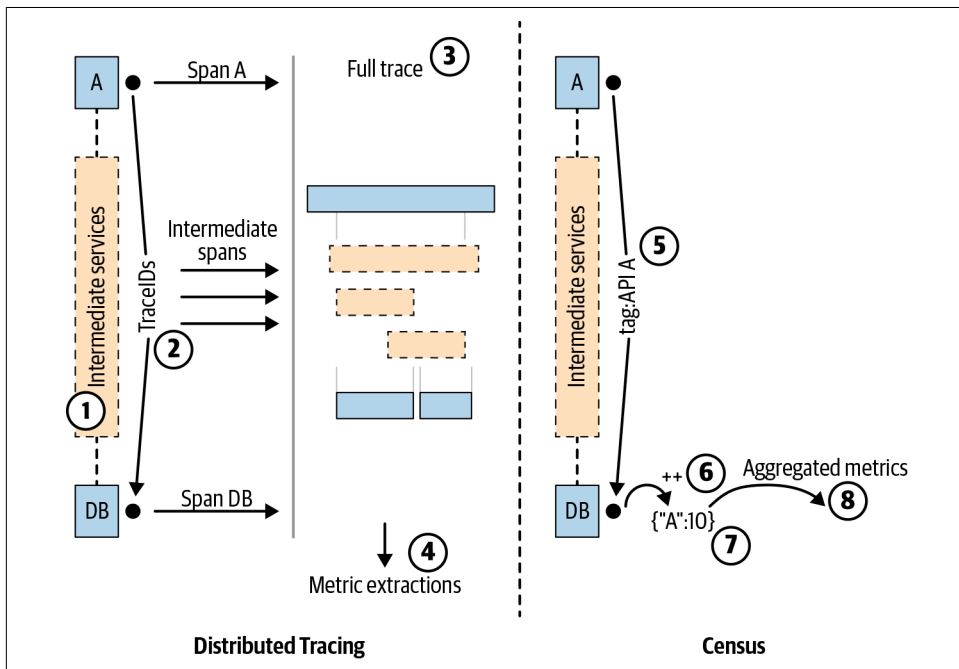 A
Span A
Full trace
3
Intermediate services
TraceIDs
Intermediate
spans
2
1
DB
Span DB
4
Metric extractions
Distributed Tracing
A
Intermediate services
tag:API A
5
DB
++
6
{"A":10}
7
Aggregated metrics
8
Census